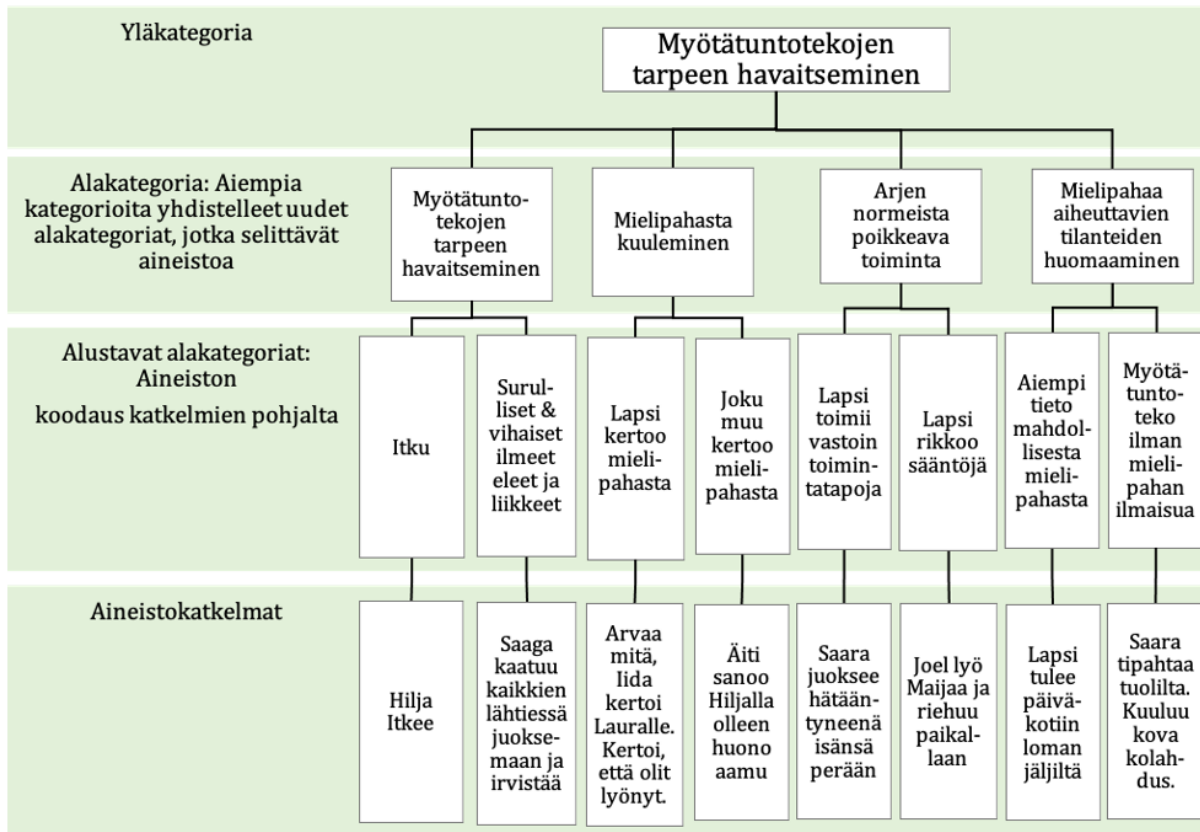 Yläkategoria
Myötätuntotekojen
tarpeen havaitseminen
Alakategoria: Aiempia
kategorioita yhdistelleet uudet
alakategoriat, jotka selittävät
aineistoa
Myötätunto-
tekojen
tarpeen
havaitseminen
Mielipahasta
kuuleminen
Arjen
normeista
poikkeava
toiminta
Mielipahaa
aiheuttavien
tilanteiden
huomaaminen
Alustavat alakategoriat:
Aineiston
koodaus katkelmien pohjalta
Itku
Surul-
liset &
vihaiset
ilmeet
eleet ja
liikkeet
Lapsi
kertoo
mieli-
pahasta
Joku
muu
kertoo
mieli-
pahasta
Lapsi
toimii
vastoin
toimin-
tatapoja
Lapsi
rikkoo
sääntöjä
Aiempi
tieto
mahdol-
lisesta
mieli-
pahasta
Myötä-
tunto-
teko
ilman
mieli-
pahan
ilmaisua
Aineistokatkelmat
Hilja
Itkee
Saaga
kaatuu
kaikkien
lähtiessä
juokse-
maan ja
irvistää
Arvaa
mitä,
Iida
kertoi
Lauralle.
Kertoi,
että olit
lyönyt.
Äiti
sanoo
Hiljalla
olleen
huono
aamu
Saara
juoksee
hätään-
tyneenä
isänsä
perään
Joel lyö
Maijaa ja
riehuu
paikal-
laan
Lapsi
tulee
päivä-
kotiin
loman
jäljiltä
Saara
tipahtaa
tuolilta.
Kuuluu
kova
kolah-
dus.